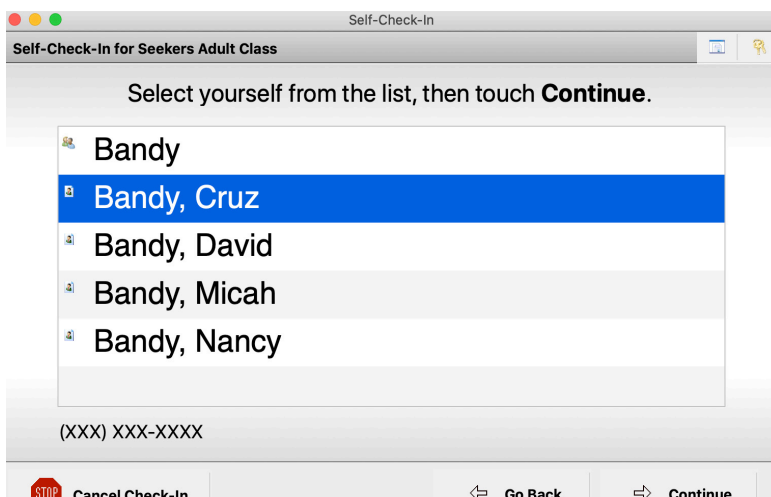 Self-Check-In
Self-Check-In for Seekers Adult Class
Select yourself from the list, then touch Continue.
Bandy
Bandy, Cruz
Bandy, David
Bandy, Micah
Bandy, Nancy
(XXX) XXX-XXXX
STOP Cancel Check-In Go Back Continue